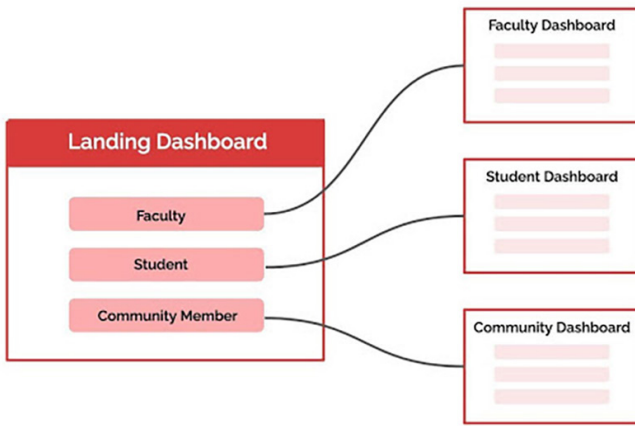 Landing Dashboard
Faculty
Student
Community Member
Faculty Dashboard
Student Dashboard
Community Dashboard